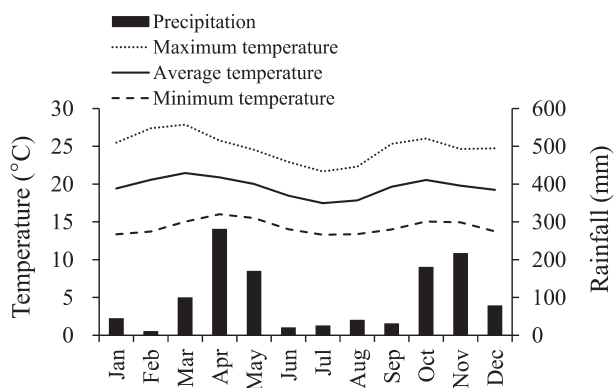 Precipitation
Maximum temperature
Average temperature
Minimum temperature
30
25
20
15
10
5
0
Temperature (°C)
600
500
400
300
200
100
0
Rainfall (mm)
Jan
Feb
Mar
Apr
May
Jun
Jul
Aug
Sep
Oct
Nov
Dec